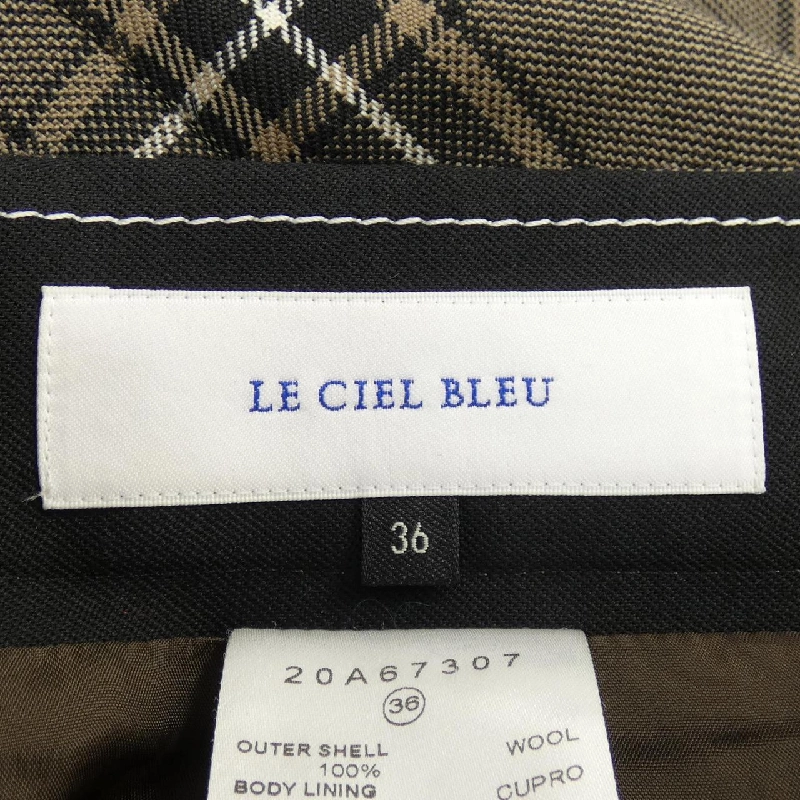 LE CIEL BLEU
36
20A67307
36
OUTER SHELL WOOL
100%
BODY LINING CUPRO